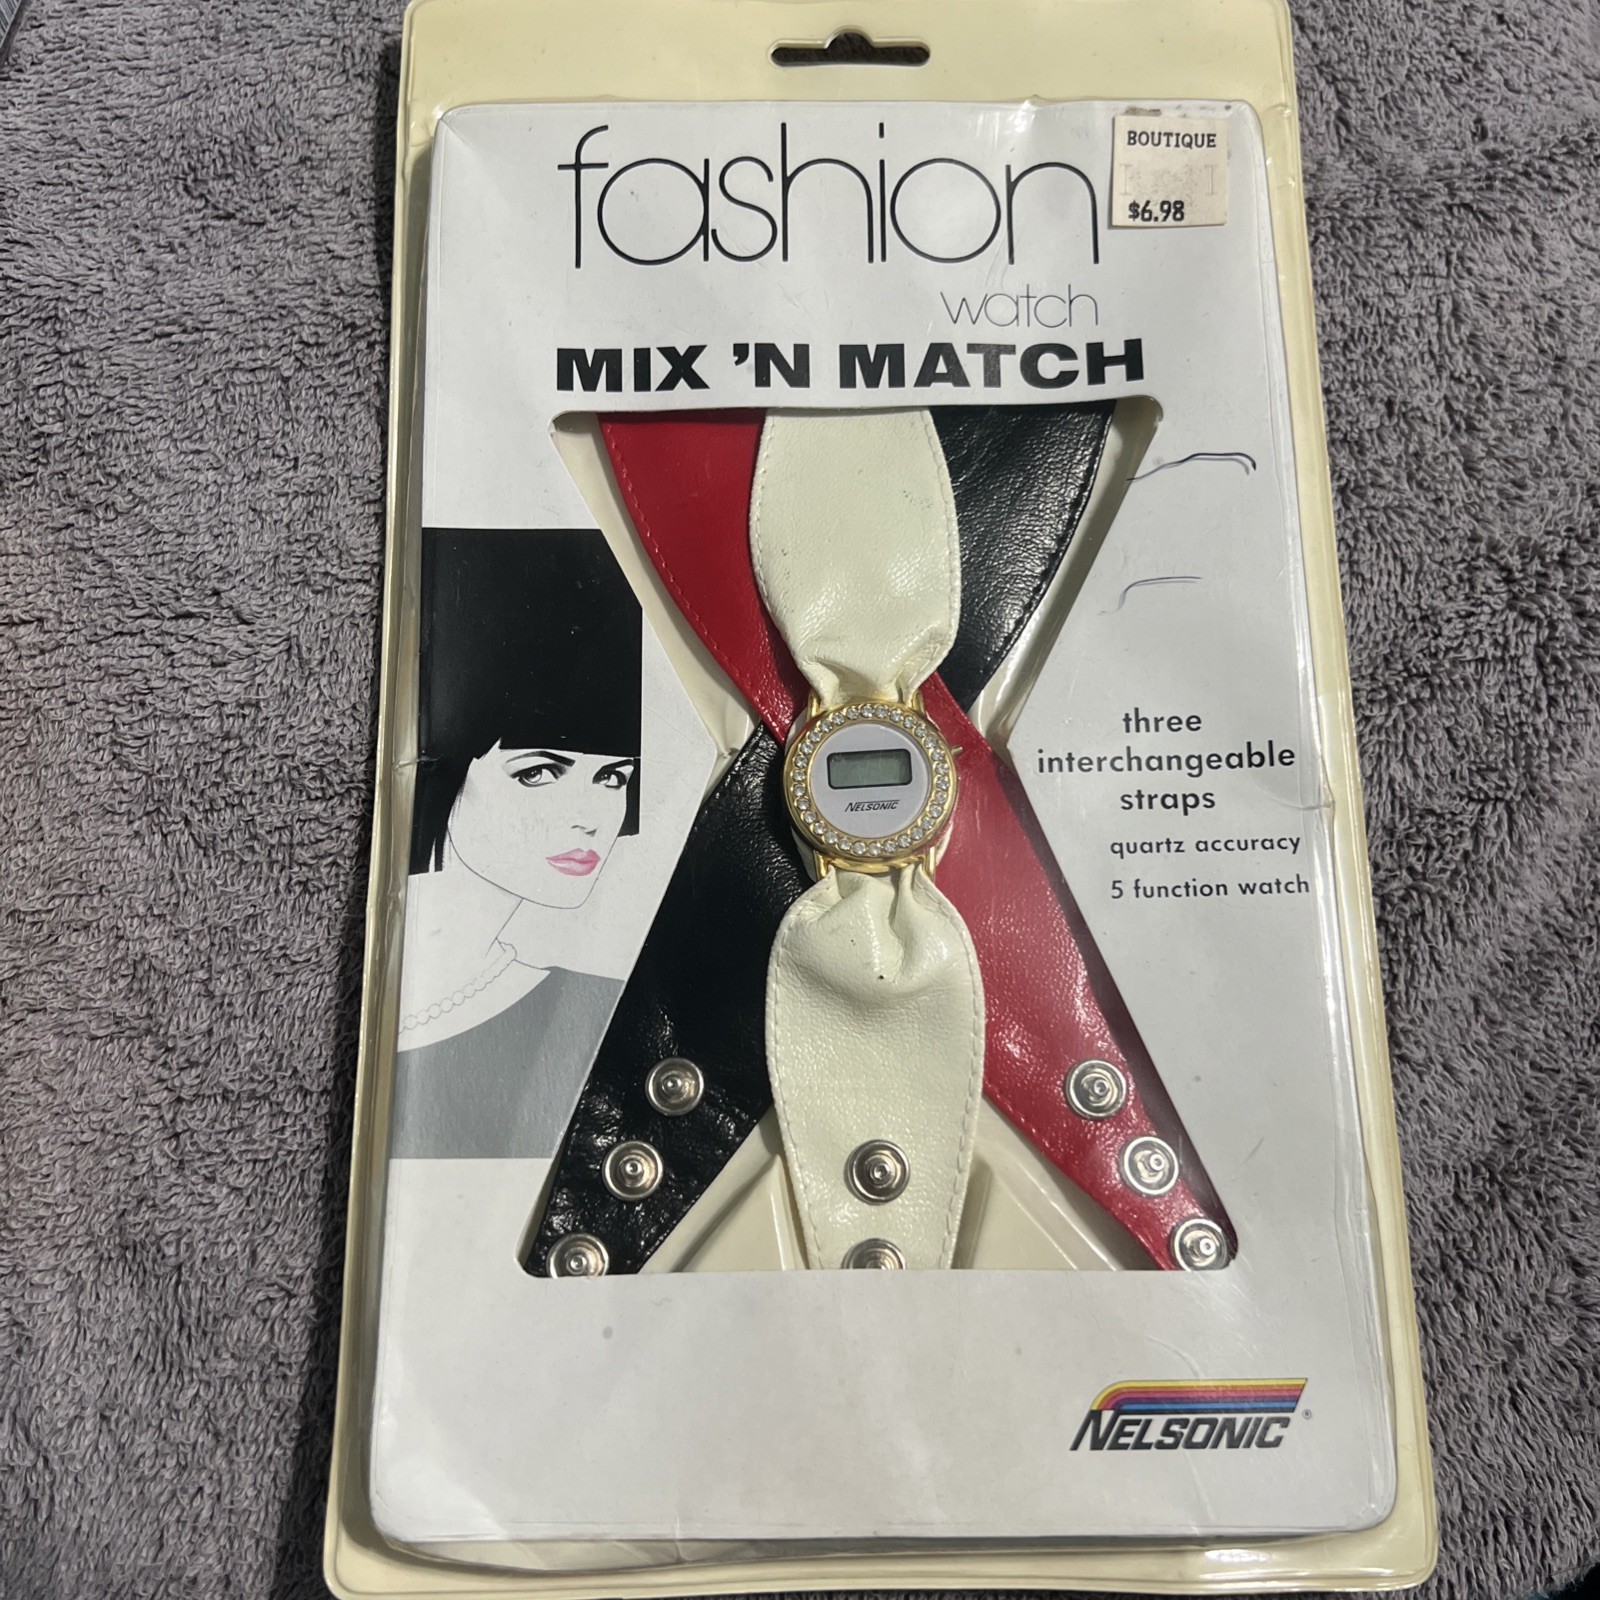 BOUTIQUE
$6.98
fashion
watch
MIX 'N MATCH
three
interchangeable
straps
quartz accuracy
5 function watch
NELSONIC
NELSONIC®